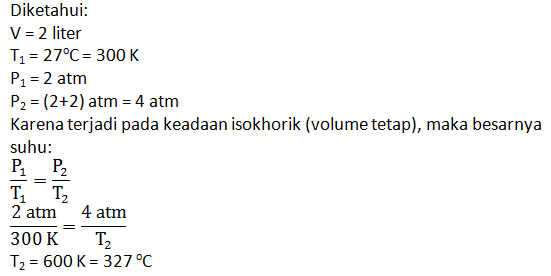 Diketahui:
V = 2 liter
T₁ = 27°C = 300 K
P₁ = 2 atm
P₂ = (2+2) atm = 4 atm
Karena terjadi pada keadaan isokhorik (volume tetap), maka besarnya
suhu:
P₁/T₁ = P₂/T₂
2 atm/300 K = 4 atm/T₂
T₂ = 600 K = 327 °C